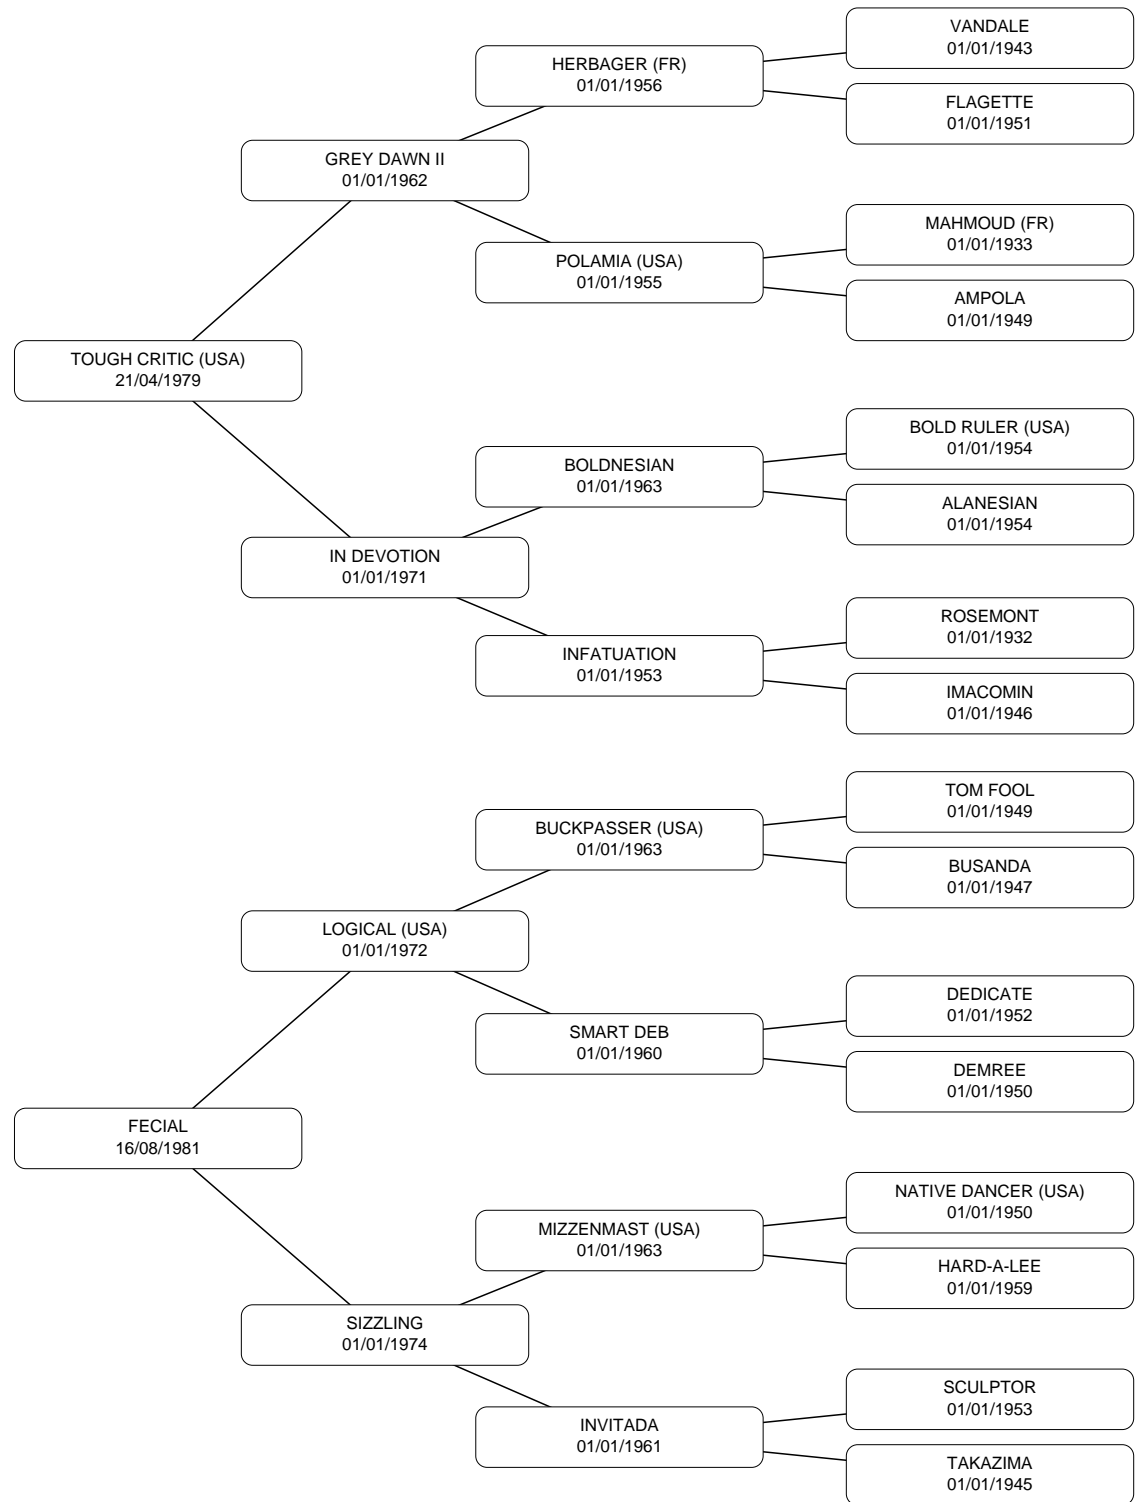 VANDALE
01/01/1943
HERBAGER (FR)
01/01/1956
FLAGETTE
01/01/1951
GREY DAWN II
01/01/1962
MAHMOUD (FR)
01/01/1933
POLAMIA (USA)
01/01/1955
AMPOLA
01/01/1949
TOUGH CRITIC (USA)
21/04/1979
BOLD RULER (USA)
01/01/1954
BOLDNESIAN
01/01/1963
ALANESIAN
01/01/1954
IN DEVOTION
01/01/1971
ROSEMONT
01/01/1932
INFATUATION
01/01/1953
IMACOMIN
01/01/1946
TOM FOOL
01/01/1949
BUCKPASSER (USA)
01/01/1963
BUSANDA
01/01/1947
LOGICAL (USA)
01/01/1972
DEDICATE
01/01/1952
SMART DEB
01/01/1960
DEMREE
01/01/1950
FECIAL
16/08/1981
NATIVE DANCER (USA)
01/01/1950
MIZZENMAST (USA)
01/01/1963
HARD-A-LEE
01/01/1959
SIZZLING
01/01/1974
SCULPTOR
01/01/1953
INVITADA
01/01/1961
TAKAZIMA
01/01/1945